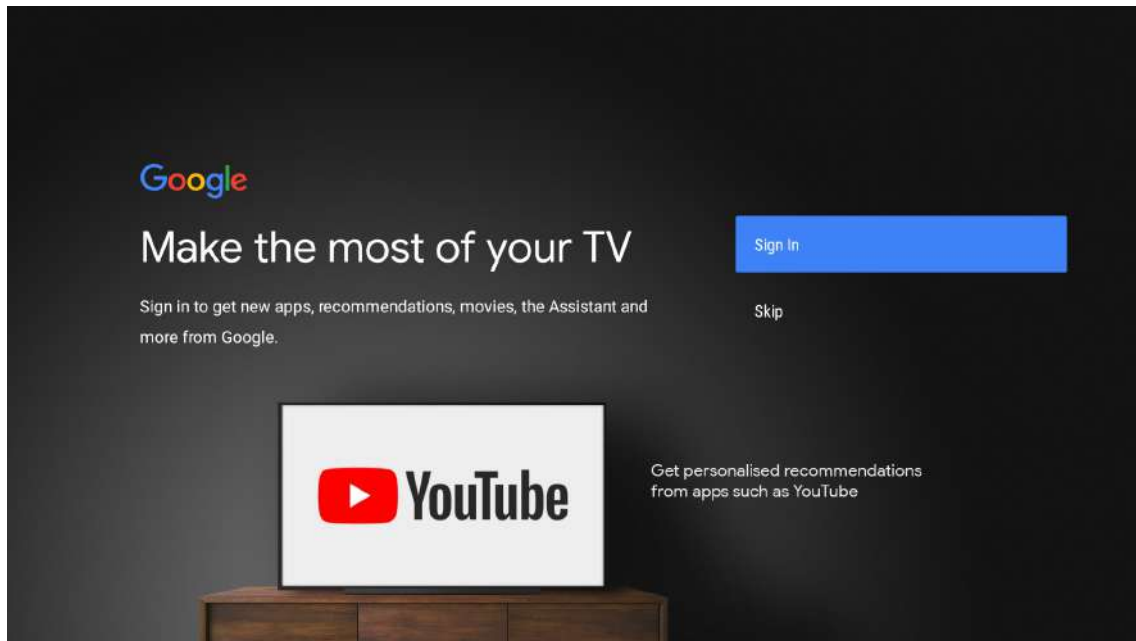 Google
Make the most of your TV
Sign in to get new apps, recommendations, movies, the Assistant and
more from Google.
Sign In
Skip
YouTube
Get personalised recommendations
from apps such as YouTube